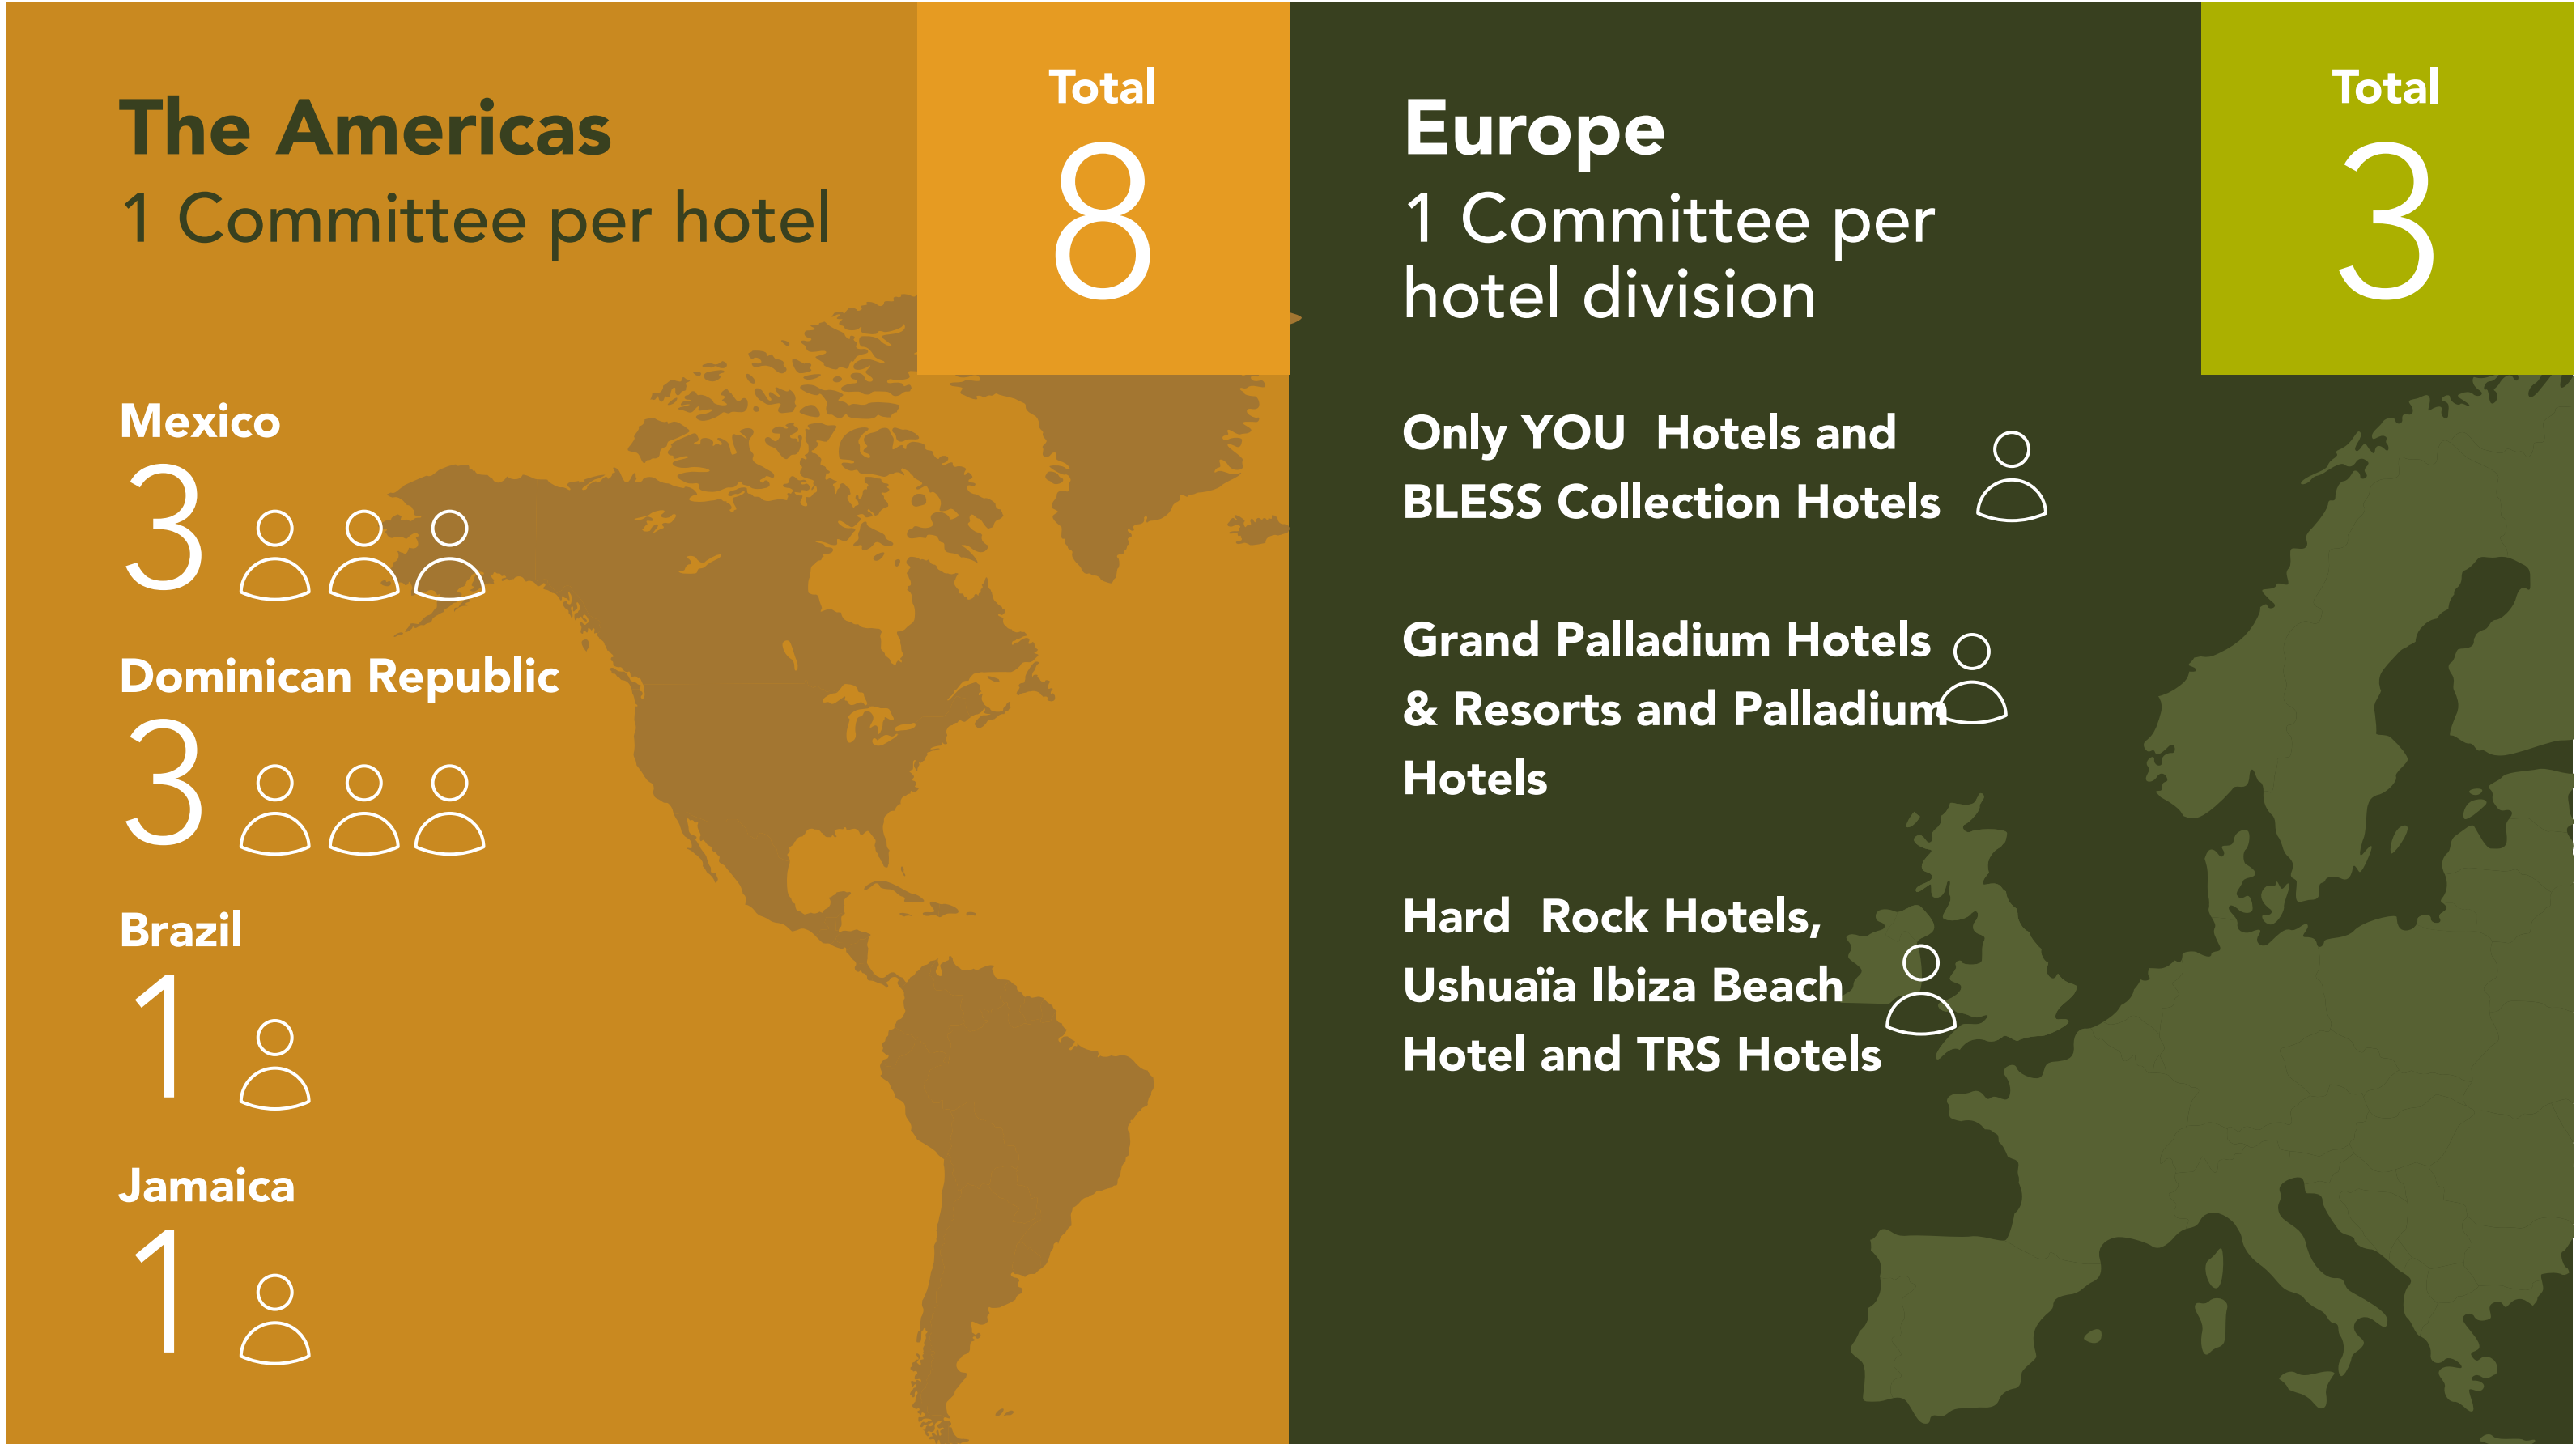 The Americas
1 Committee per hotel
Total
8
Mexico
3
Dominican Republic
3
Brazil
1
Jamaica
1
Europe
1 Committee per
hotel division
Total
3
Only YOU  Hotels and
BLESS Collection Hotels
Grand Palladium Hotels
& Resorts and Palladium
Hotels
Hard  Rock Hotels,
Ushuaïa Ibiza Beach
Hotel and TRS Hotels